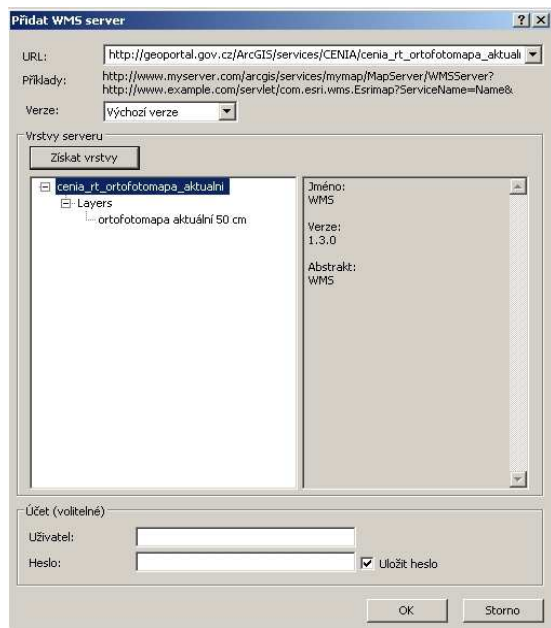 Přidat WMS server
URL: http://geoportal.gov.cz/ArcGIS/services/CENIA/cenia_rt_ortofotomapa_aktuali
Příklady: http://www.myserver.com/arcgis/services/mymap/MapServer/WMSServer?
http://www.example.com/servlet/com.esri.wms.Esrimap?ServiceName=Name&
Verze: Výchozí verze
Vrstvy serveru
Získat vrstvy
cenia_rt_ortofotomapa_aktualni
Layers
ortofotomapa aktuální 50 cm
Jméno:
WMS
Verze:
1.3.0
Abstrakt:
WMS
Účet (volitelné)
Uživatel:
Heslo:
Uložit heslo
OK
Storno